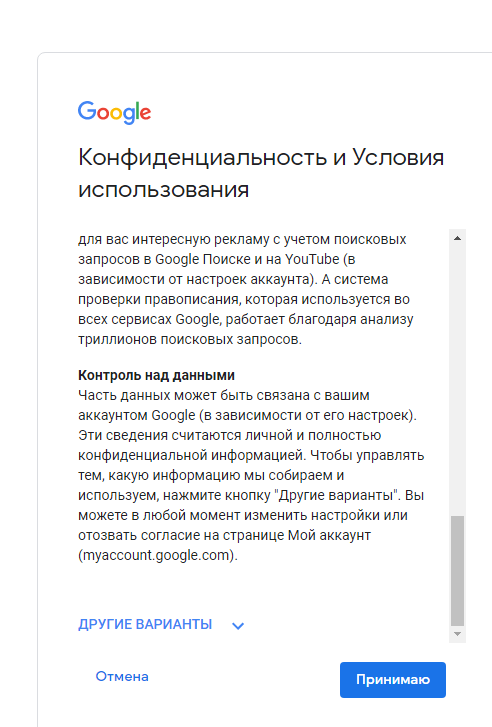 Google
Конфиденциальность и Условия
использования
для вас интересную рекламу с учетом поисковых
запросов в Google Поиске и на YouTube (в
зависимости от настроек аккаунта). А система
проверки правописания, которая используется во
всех сервисах Google, работает благодаря анализу
триллионов поисковых запросов.
Контроль над данными
Часть данных может быть связана с вашим
аккаунтом Google (в зависимости от его настроек).
Эти сведения считаются личной и полностью
конфиденциальной информацией. Чтобы управлять
тем, какую информацию мы собираем и
используем, нажмите кнопку "Другие варианты". Вы
можете в любой момент изменить настройки или
отозвать согласие на странице Мой аккаунт
(myaccount.google.com).
ДРУГИЕ ВАРИАНТЫ
Отмена
Принимаю